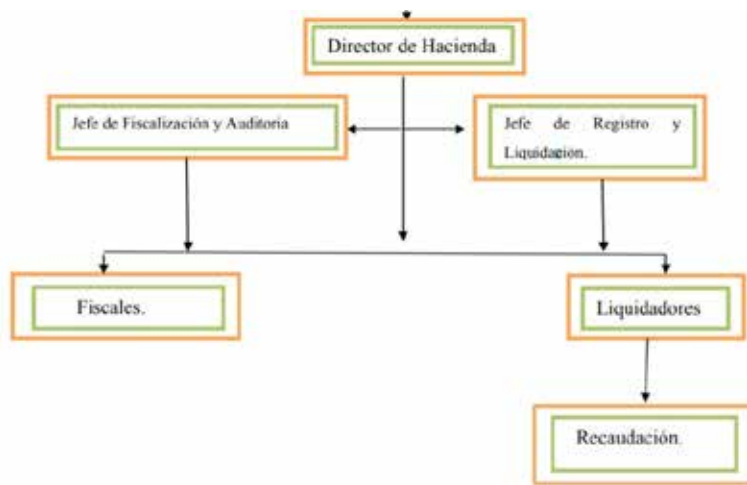 Director de Hacienda
Jefe de Fiscalización y Auditoria
Jefe de Registro y
Liquidacion.
Fiscales.
Liquidadores
Recaudación.